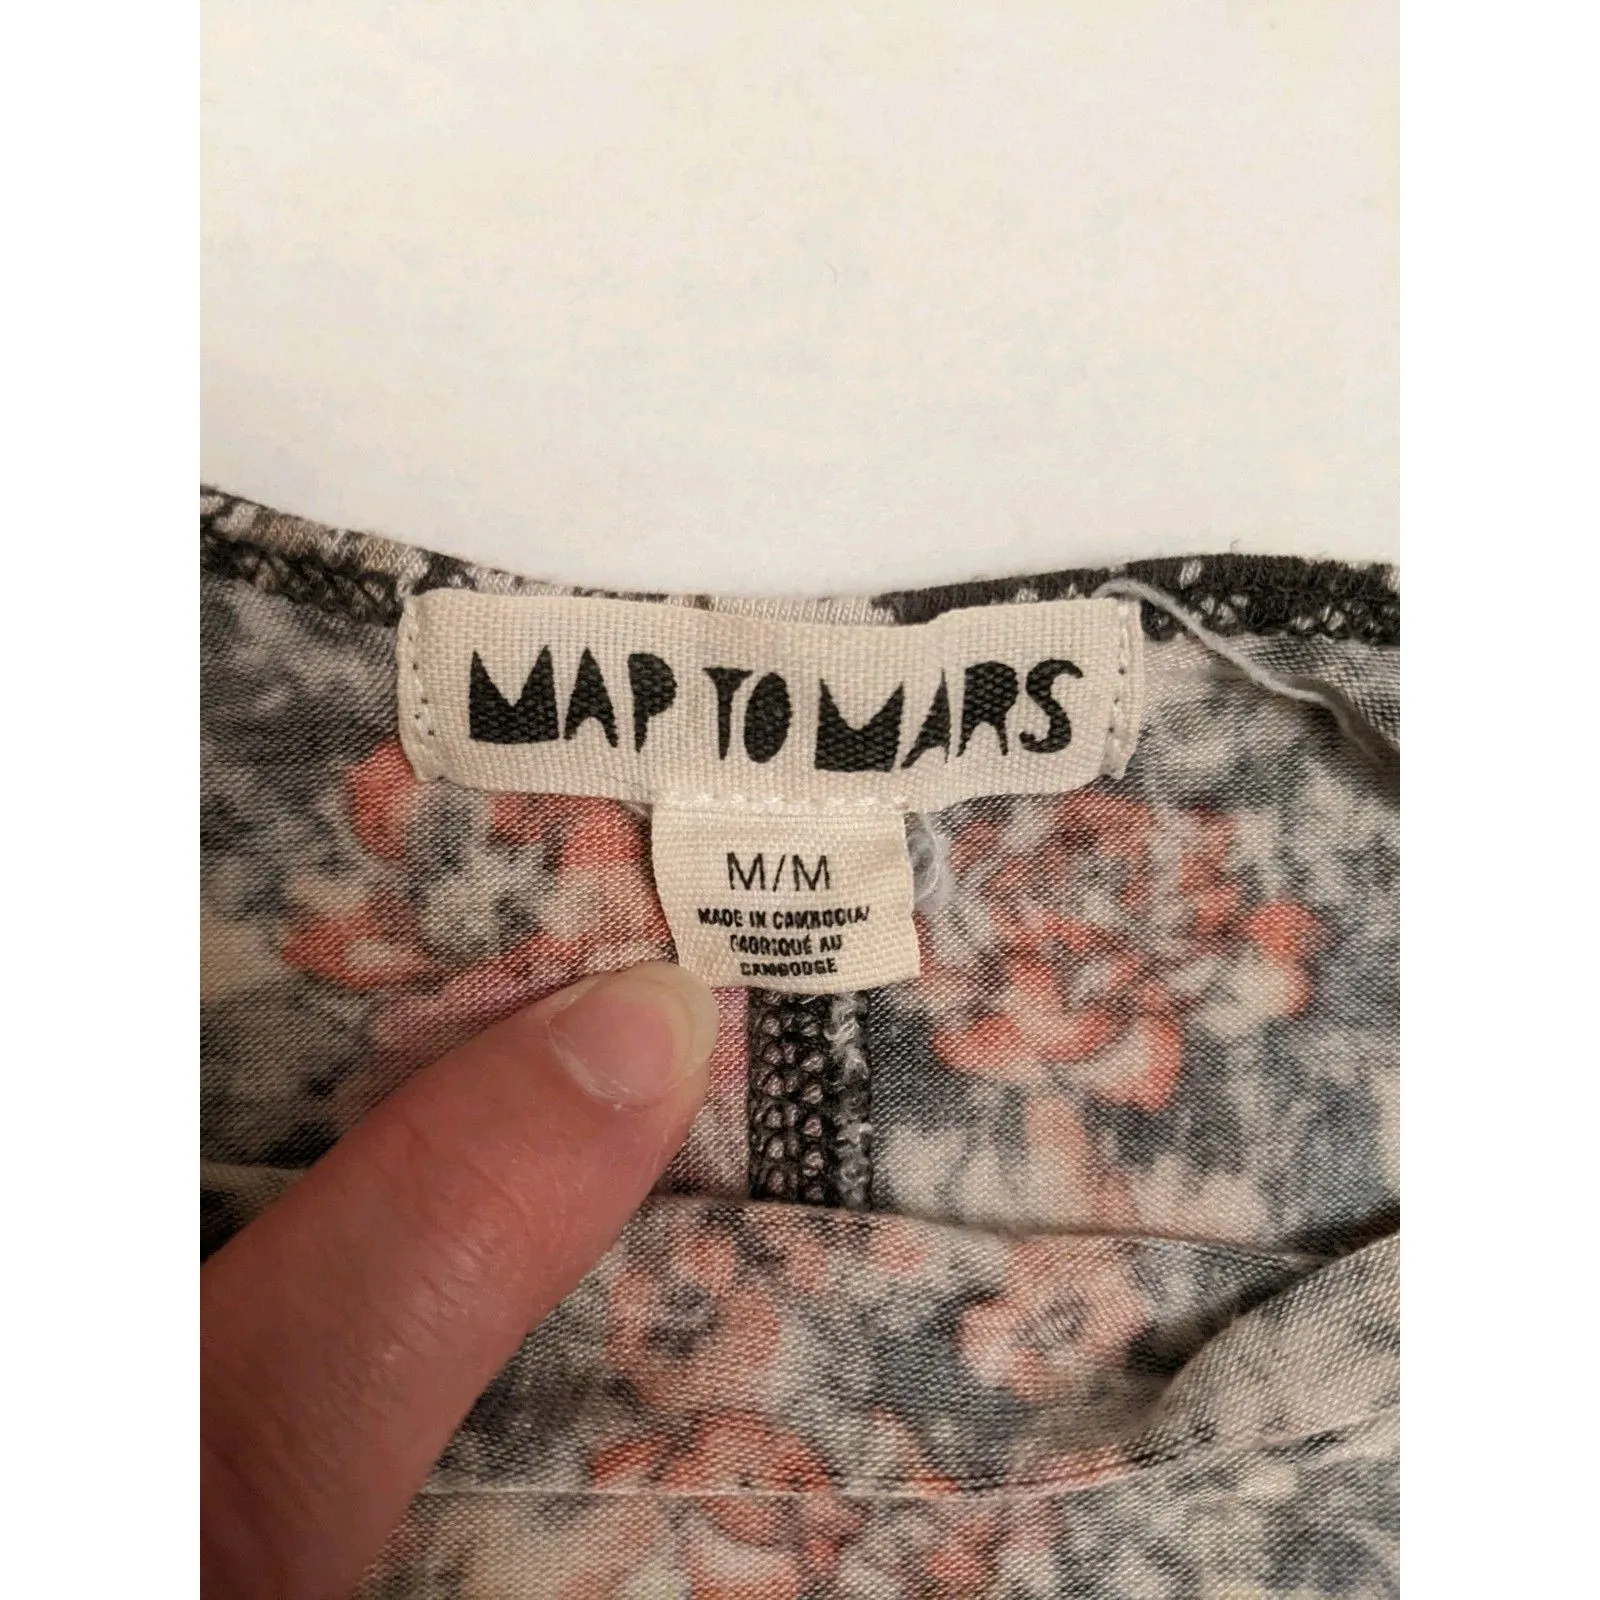 MAP TO MARS
M/M
MADE IN CAMBODIA/
FABRIQUÉ AU
CAMBODGE